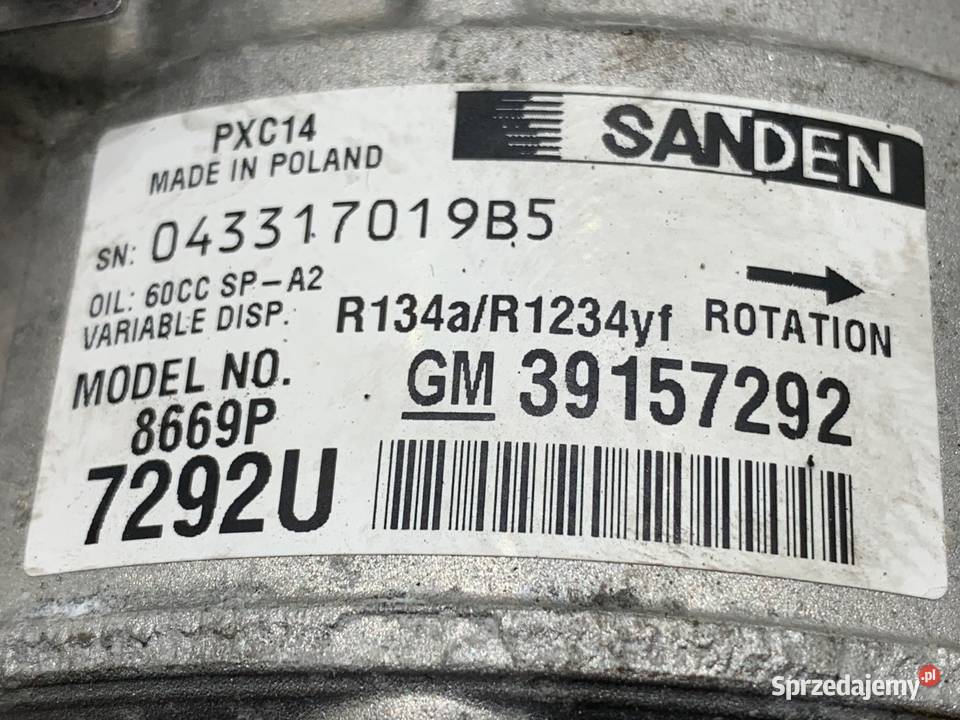 PXC14
SANDEN
MADE IN POLAND
SN: 043317019B5
OIL: 60CC SP-A2
VARIABLE DISP.
R134a/R1234yf
ROTATION
MODEL NO.
8669P
GM 39157292
7292U
Sprzedajemy.pl